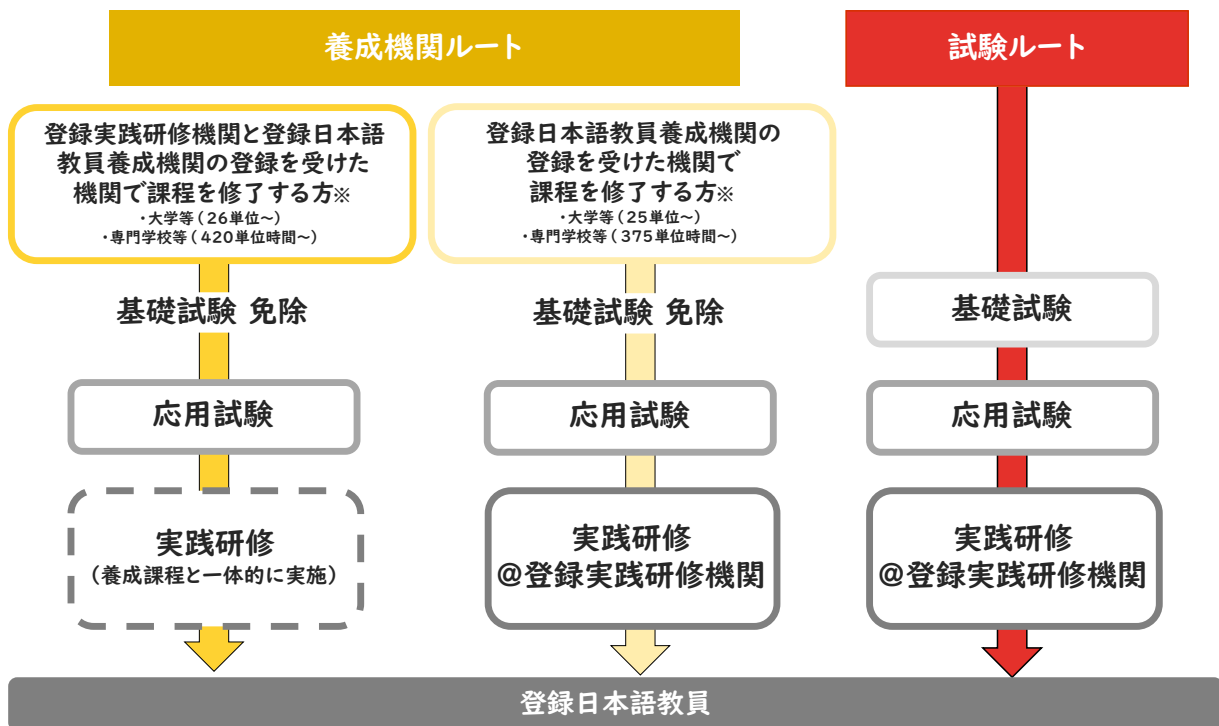 養成機関ルート
試験ルート
登録実践研修機関と登録日本語
教員養成機関の登録を受けた
機関で課程を修了する方※
・大学等(26単位～)
・専門学校等(420単位時間～)
登録日本語教員養成機関の
登録を受けた機関で
課程を修了する方※
・大学等(25単位～)
・専門学校等(375単位時間～)
基礎試験 免除
基礎試験 免除
基礎試験
応用試験
応用試験
応用試験
実践研修
(養成課程と一体的に実施)
実践研修
@登録実践研修機関
実践研修
@登録実践研修機関
登録日本語教員